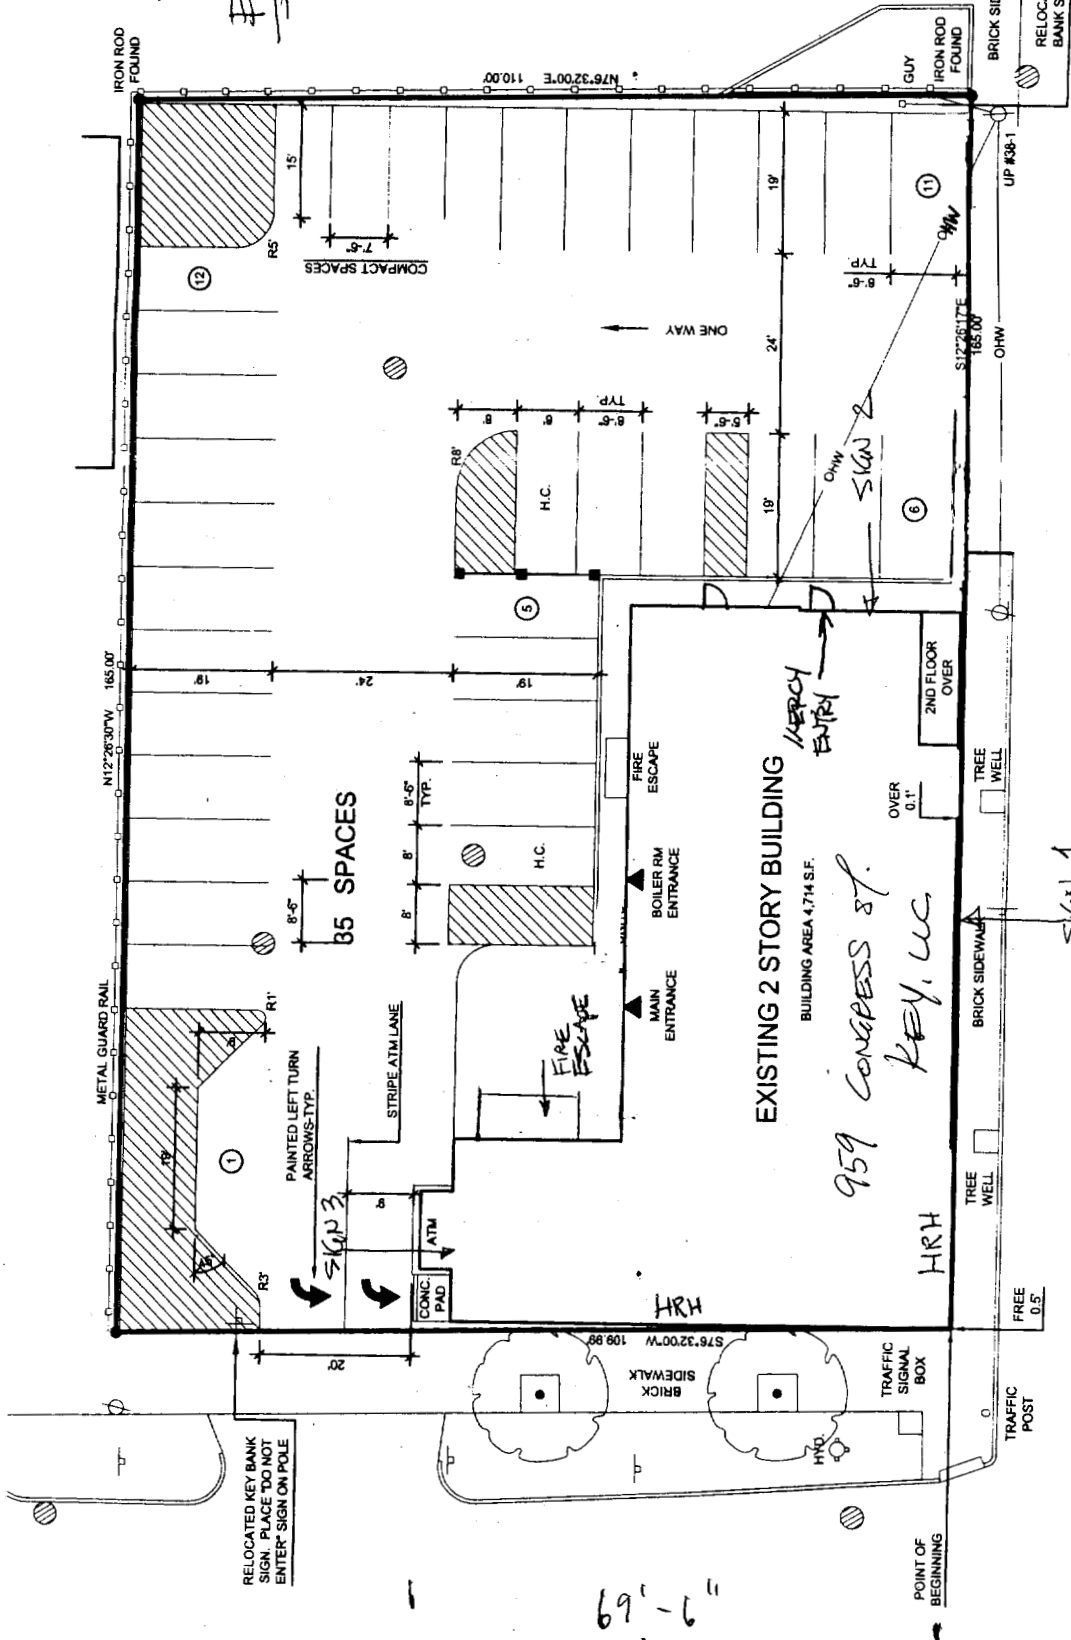 IRON ROD
FOUND
N76°32'00"E 110.00'
GUY
IRON ROD
FOUND
BRICK
RELOC
BANK S
15'
R5'
12
7'-6"
COMPACT SPACES
19'
11
UP #38-1
OHW
8'-6"
TYP.
ONE WAY
24'
S12°26'17"E
165.00'
OHW
8'
8'
8'-6"
TYP.
5'-6"
R8'
H.C.
19'
OHW
SIGN 2
6
5
N12°26'30"W 165.00'
19'
24'
19'
KERCY
ENTRY
2ND FLOOR
OVER
FIRE
ESCAPE
8'-6"
TYP.
8'
8'
H.C.
35 SPACES
8'-6"
BOILER RM
ENTRANCE
MAIN
ENTRANCE
EXISTING 2 STORY BUILDING
BUILDING AREA 4,714 S.F.
OVER
0.1'
TREE
WELL
959 CONGRESS ST.
KEY, LLC.
BRICK SIDEWALK
SIGN 1
METAL GUARD RAIL
R1'
19'
1
45°
R3'
PAINTED LEFT TURN
ARROWS-TYP.
STRIPE ATM LANE
FIRE
ESCAPE
SIGN 3
9'
ATM
CONC.
PAD
HRH
HRH
TREE
WELL
20'
S76°32'00"W 109.99'
BRICK
SIDEWALK
TRAFFIC
SIGNAL
BOX
FREE
0.5'
TRAFFIC
POST
HYD.
RELOCATED KEY BANK
SIGN. PLACE "DO NOT
ENTER" SIGN ON POLE
POINT OF
BEGINNING
69'-6"